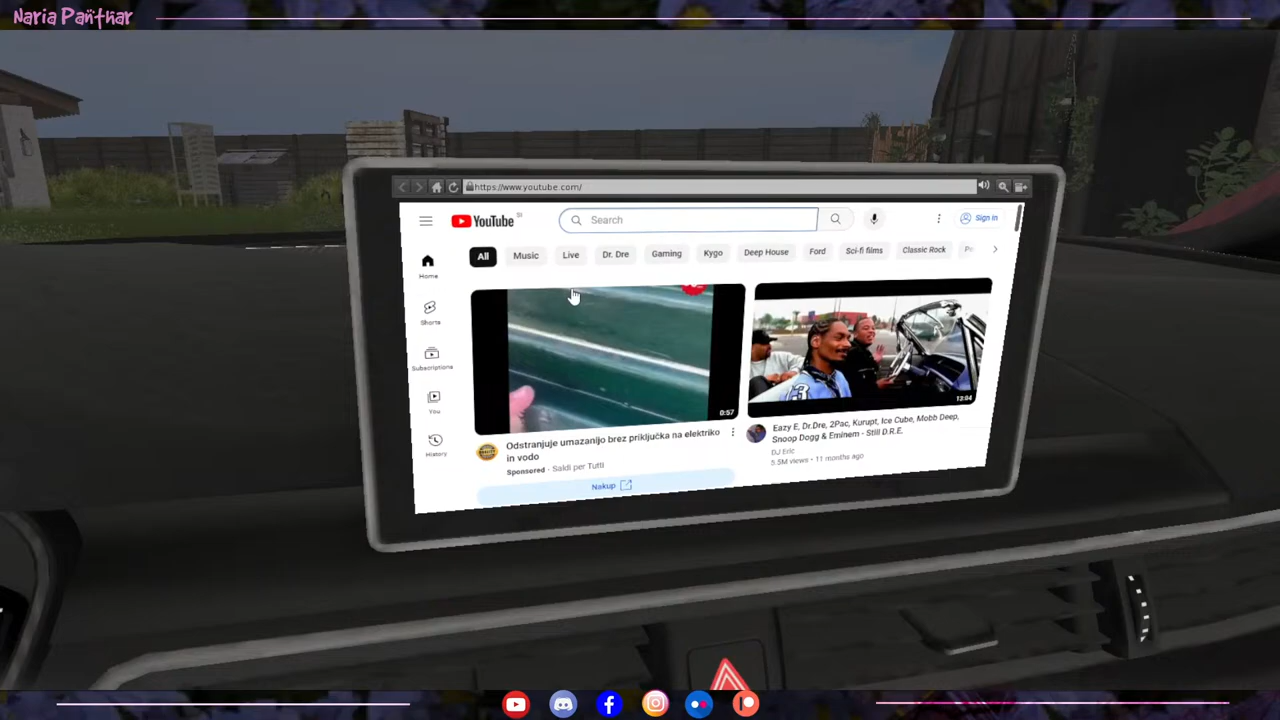 Naria Panthar
https://www.youtube.com/
YouTube SI
Search
Sign in
All Music Live Dr. Dre Gaming Kygo Deep House Ford Sci-fi films Classic Rock
Home
Shorts
Subscriptions
You
History
0:57
13:04
Odstranjuje umazanijo brez priključka na elektriko
in vodo
Sponsored · Saldi per Tutti
Nakup
Eazy E, Dr.Dre, 2Pac, Kurupt, Ice Cube, Mobb Deep,
Snoop Dogg & Eminem - Still D.R.E.
DJ Eric
5.5M views • 11 months ago